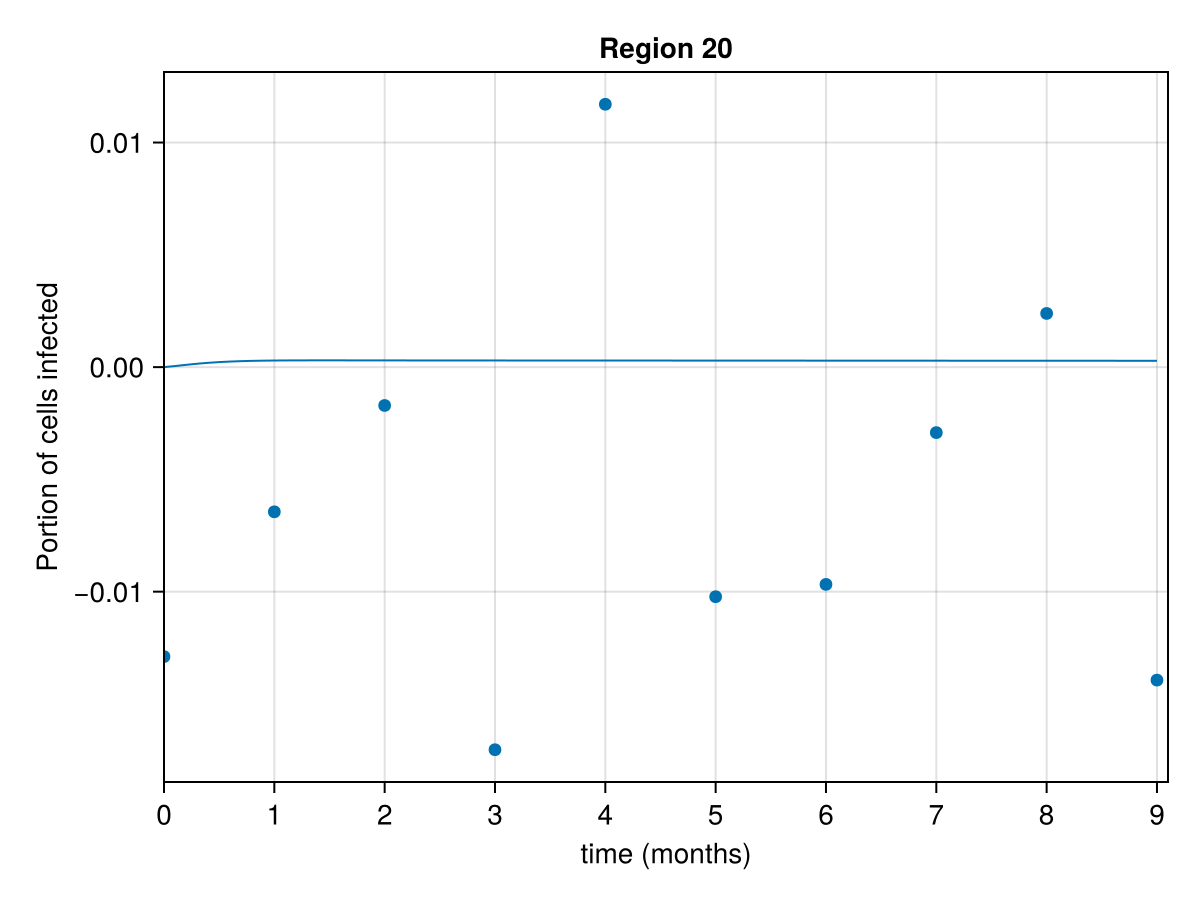 Region 20
Portion of cells infected
0.01
0.00
−0.01
0 1 2 3 4 5 6 7 8 9
time (months)